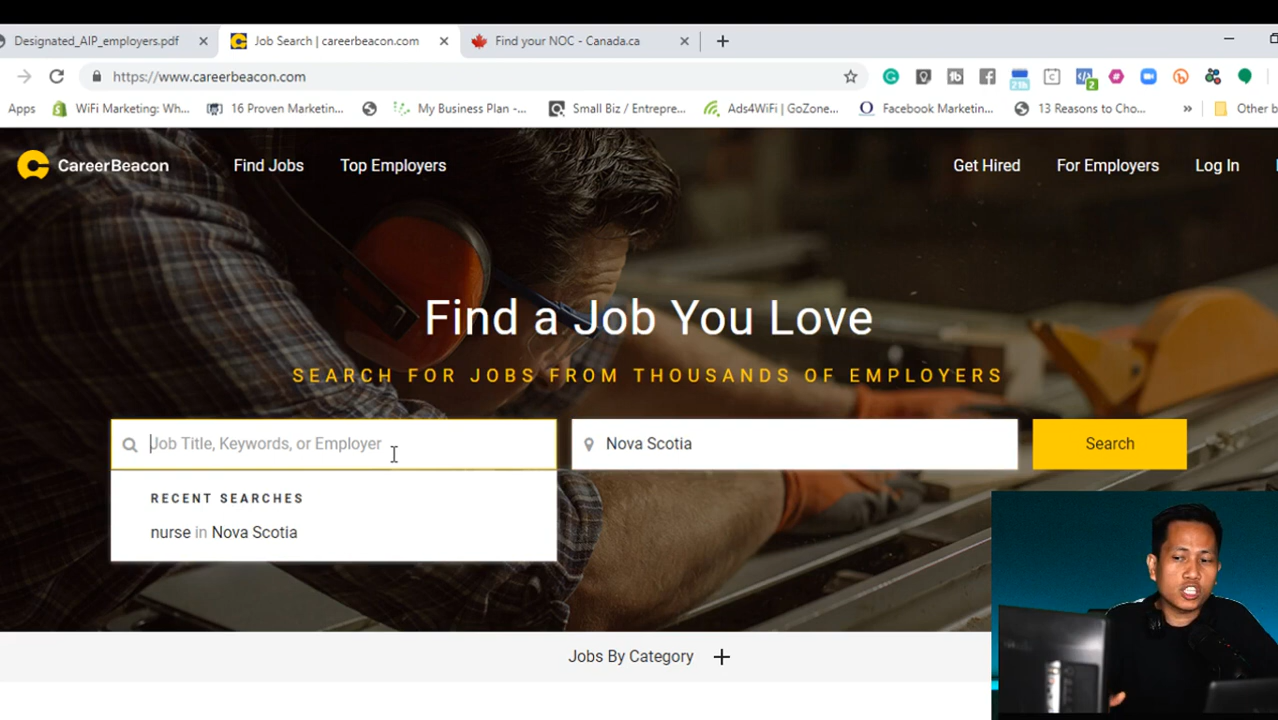 Designated_AIP_employers.pdf
Job Search | careerbeacon.com
Find your NOC - Canada.ca
https://www.careerbeacon.com
21h
2
Apps
WiFi Marketing: Wh...
16 Proven Marketin...
My Business Plan -...
Small Biz / Entrepre...
Ads4WiFi | GoZone...
Facebook Marketin...
13 Reasons to Cho...
»
Other b
CareerBeacon
Find Jobs
Top Employers
Get Hired
For Employers
Log In
Find a Job You Love
SEARCH FOR JOBS FROM THOUSANDS OF EMPLOYERS
Job Title, Keywords, or Employer
Nova Scotia
Search
RECENT SEARCHES
nurse in Nova Scotia
Jobs By Category +